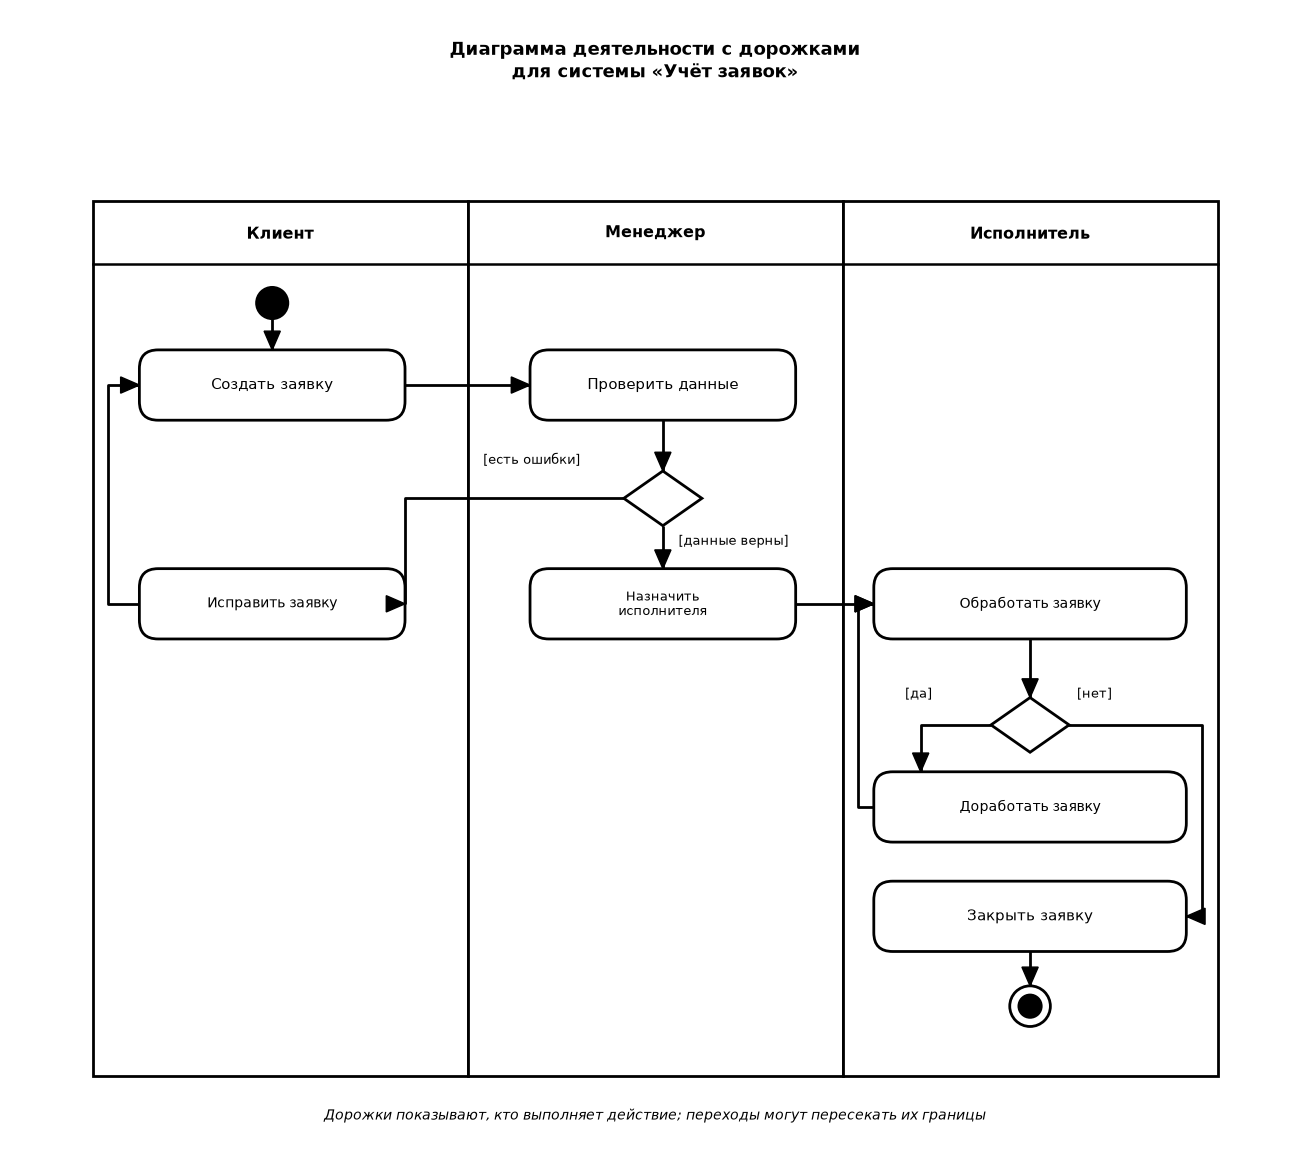 Диаграмма деятельности с дорожками
для системы «Учёт заявок»
Клиент
Менеджер
Исполнитель
Создать заявку
Проверить данные
[есть ошибки]
[данные верны]
Исправить заявку
Назначить
исполнителя
Обработать заявку
[да]
[нет]
Доработать заявку
Закрыть заявку
Дорожки показывают, кто выполняет действие; переходы могут пересекать их границы